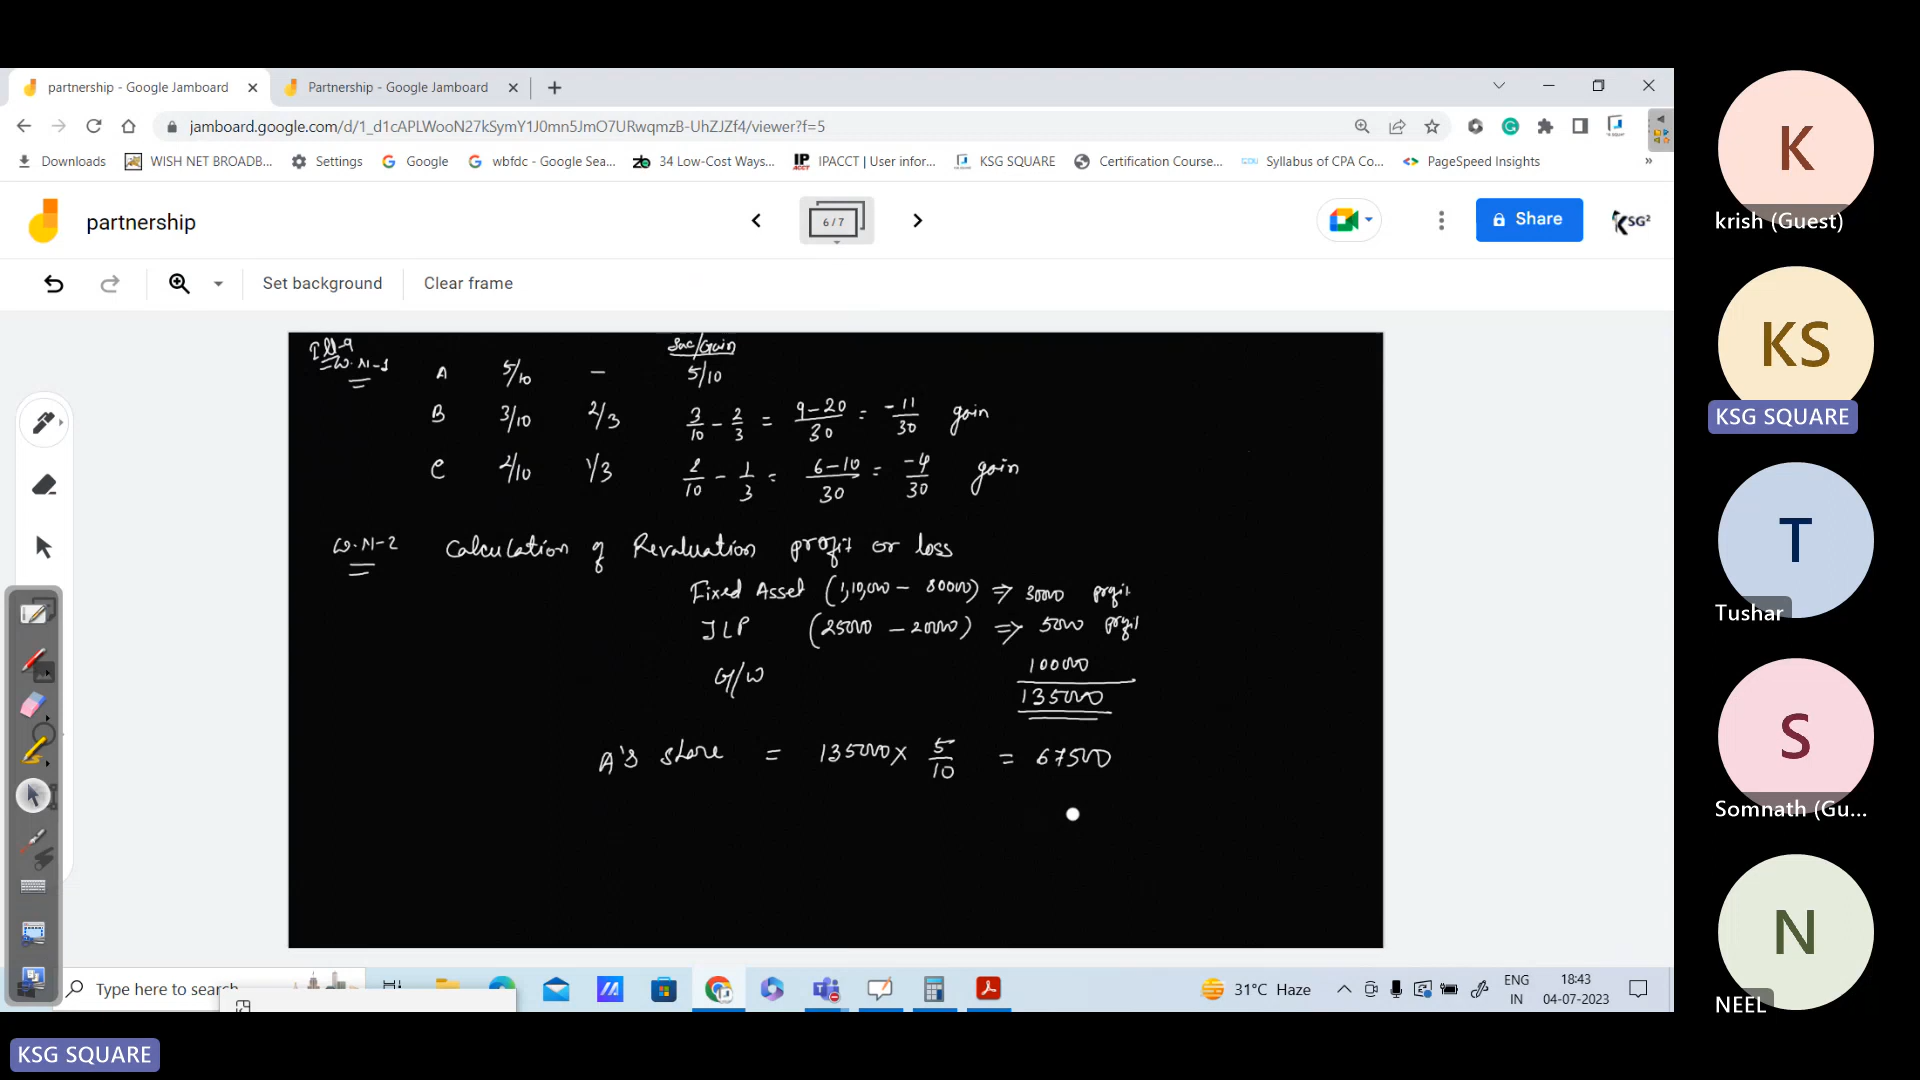 partnership - Google Jamboard
Partnership - Google Jamboard
jamboard.google.com/d/1_d1cAPLWooN27kSymY1J0mn5JmO7URwqmzB-UhZJZf4/viewer?f=5
Downloads WISH NET BROADB... Settings Google wbfdc - Google Sea... 34 Low-Cost Ways... IPACCT | User infor... KSG SQUARE Certification Course... Syllabus of CPA Co... PageSpeed Insights »
partnership
6 / 7
Share
KSG²
Set background
Clear frame
Ill-9
W.N-1
Sac/Gain
A 5/10 – 5/10
B 3/10 2/3 3/10 - 2/3 = 9-20/30 = -11/30 gain
C 2/10 1/3 2/10 - 1/3 = 6-10/30 = -4/30 gain
W.N-2 Calculation of Revaluation profit or loss
Fixed Asset (1,10,000 - 80000) ⇒ 30000 profit
JLP (25000 - 20000) ⇒ 5000 profit
G/W 100000
135000
A's share = 135000 x 5/10 = 67500
Type here to search
31°C Haze
ENG
IN
18:43
04-07-2023
K
krish (Guest)
KS
KSG SQUARE
T
Tushar
S
Somnath (Gu...
N
NEEL
KSG SQUARE